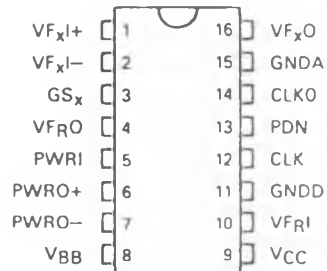 VFxI+ 1 16 VFxO
VFxI– 2 15 GNDA
GSx 3 14 CLK0
VFRO 4 13 PDN
PWRI 5 12 CLK
PWRO+ 6 11 GNDD
PWRO– 7 10 VFRI
VBB 8 9 VCC